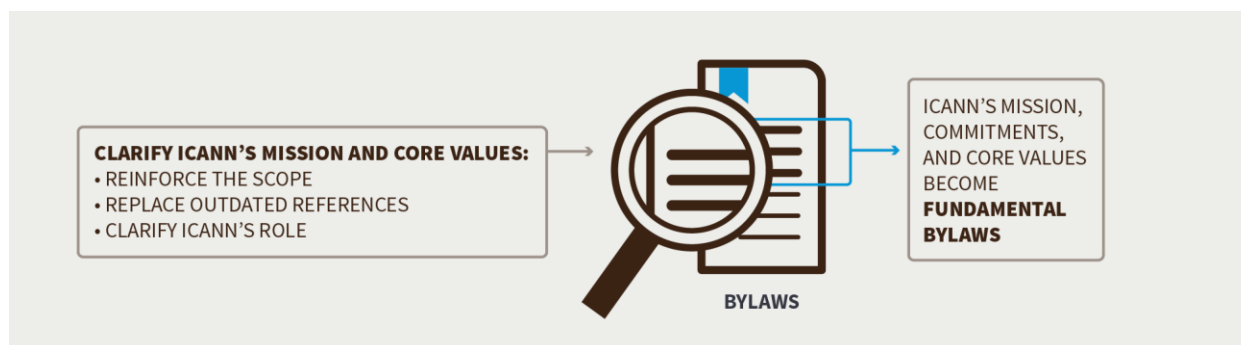 CLARIFY ICANN'S MISSION AND CORE VALUES:
• REINFORCE THE SCOPE
• REPLACE OUTDATED REFERENCES
• CLARIFY ICANN'S ROLE
BYLAWS
ICANN'S MISSION,
COMMITMENTS,
AND CORE VALUES
BECOME
FUNDAMENTAL
BYLAWS